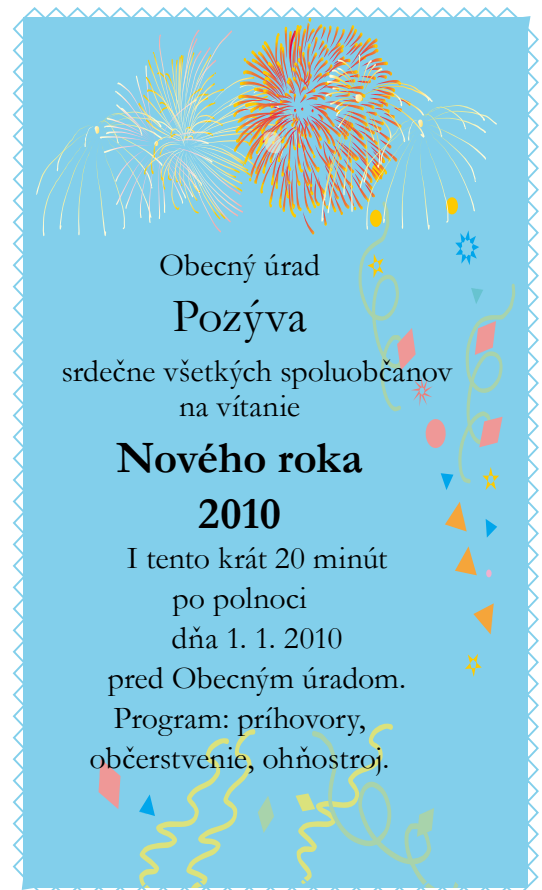 Obecný úrad
Pozýva
srdečne všetkých spoluobčanov
na vítanie
Nového roka
2010
I tento krát 20 minút
po polnoci
dňa 1. 1. 2010
pred Obecným úradom.
Program: príhovory,
občerstvenie, ohňostroj.